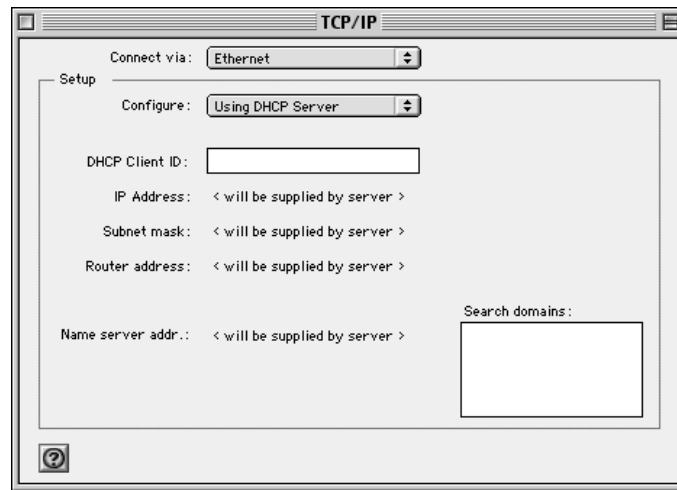 TCP/IP
Connect via: Ethernet
Setup
Configure: Using DHCP Server
DHCP Client ID:
IP Address: < will be supplied by server >
Subnet mask: < will be supplied by server >
Router address: < will be supplied by server >
Search domains:
Name server addr.: < will be supplied by server >
?